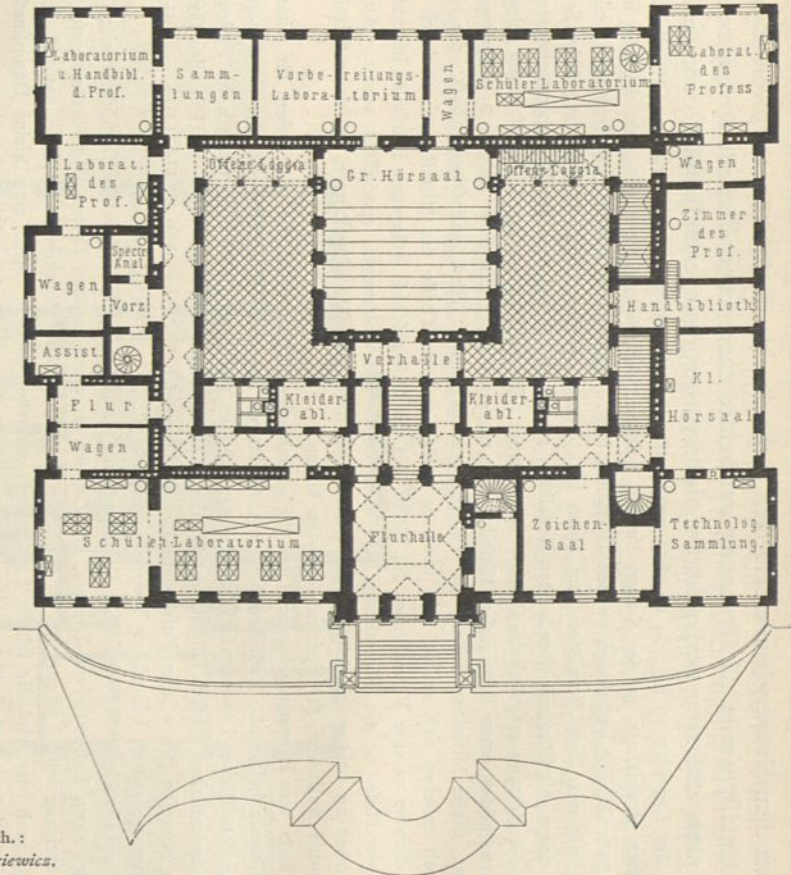 Laboratorium
u. Handbibl.
d. Prof.
Samm-
lungen
Vorbe-
Labora-
reitungs-
torium
Wagen
Schüler Laboratorium
Laborat.
des
Profess
Laborat.
des
Prof.
Offene Loggia
Gr. Hörsaal
Offene Loggia
Wagen
Zimmer
des
Prof.
Wagen
Spectr
Anal.
Vorz.
Handbiblioth.
Assist.
Vorhalle
Kl.
Hörsaal
Flur
Kleider-
abl.
Kleider-
abl.
Wagen
Schüler-Laboratorium
Flurhalle
Zeichen-
Saal
Technolog.
Sammlung.
ch.:
kiewicz.